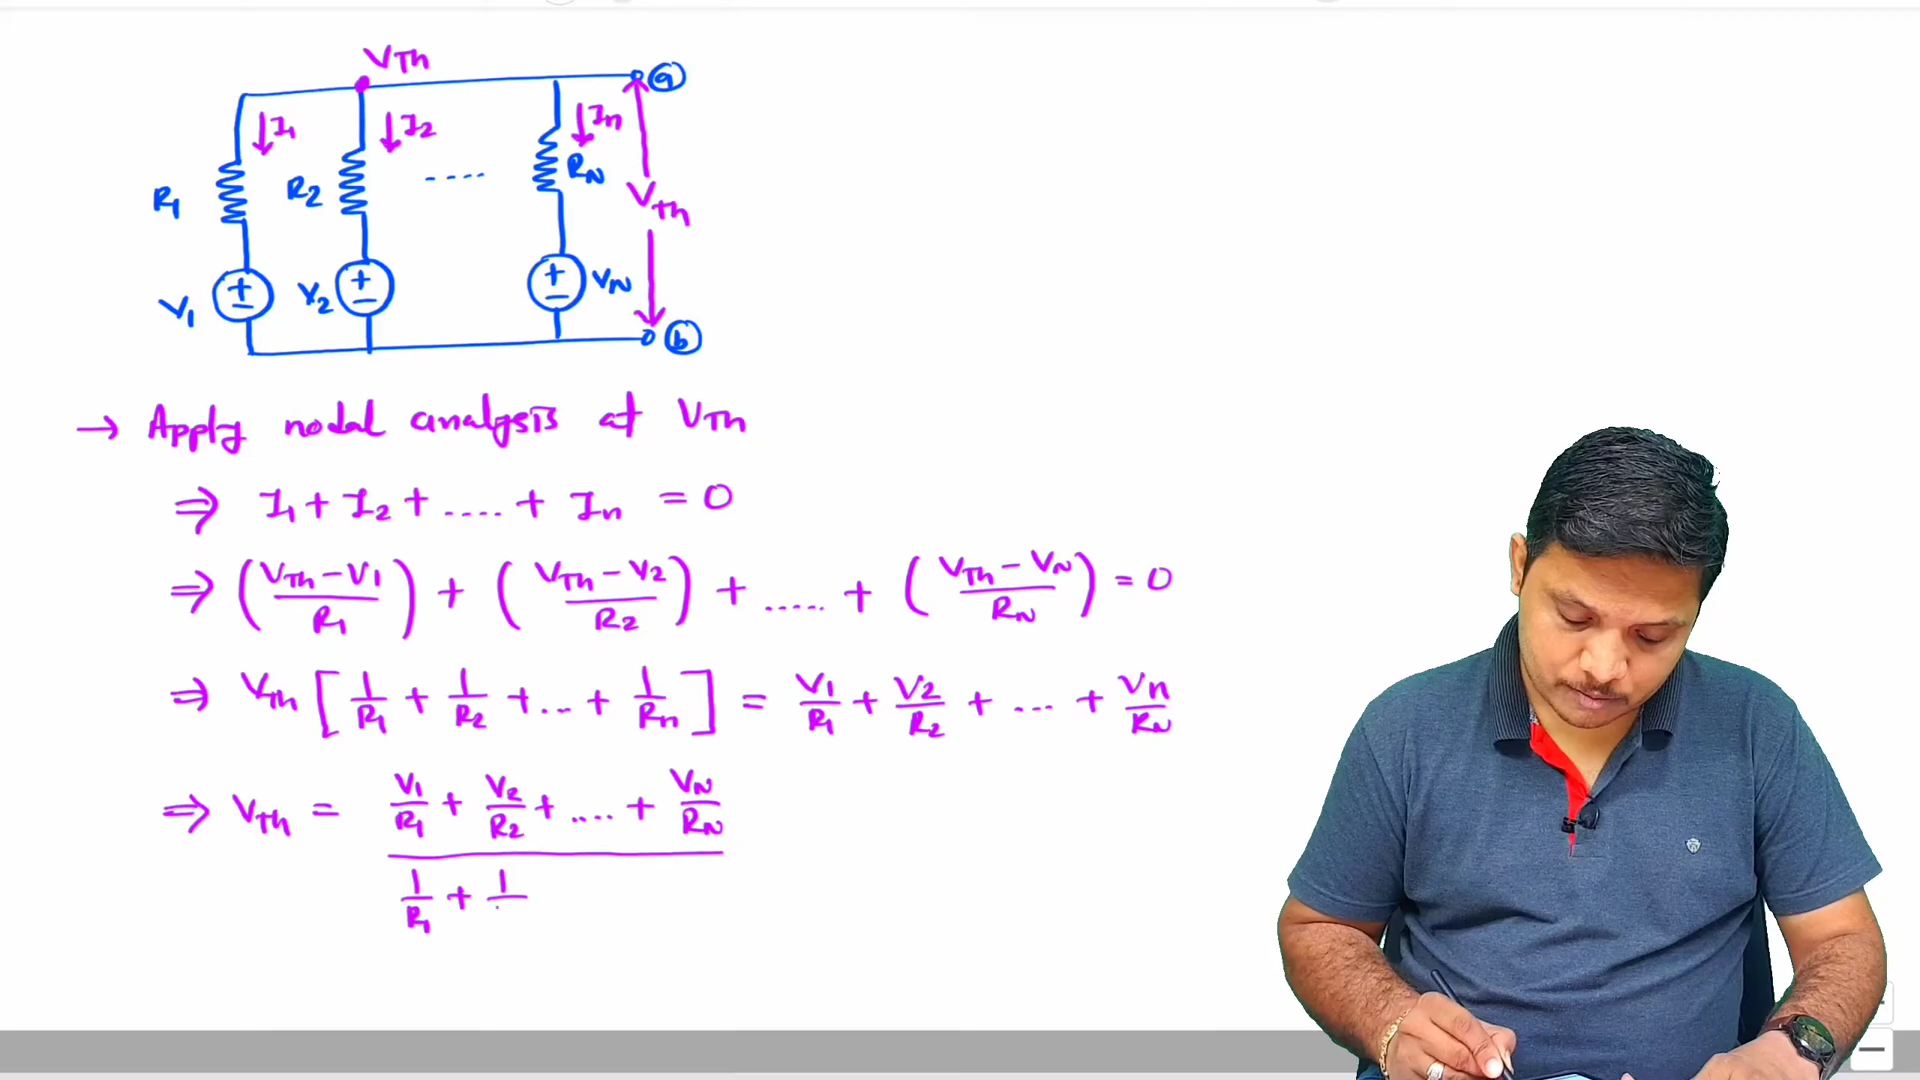 VTh
a
I1 I2 In
R1 R2 ---- RN
Vth
V1 + − V2 + − + − VN
b
→ Apply nodal analysis at VTh
⇒ I1 + I2 + .... + In = 0
⇒ ((VTh − V1)/R1) + ((VTh − V2)/R2) + ..... + ((VTh − VN)/RN) = 0
⇒ Vth [1/R1 + 1/R2 + ... + 1/Rn] = V1/R1 + V2/R2 + ... + Vn/RN
⇒ VTh = V1/R1 + V2/R2 + .... + VN/RN
1/R1 + 1